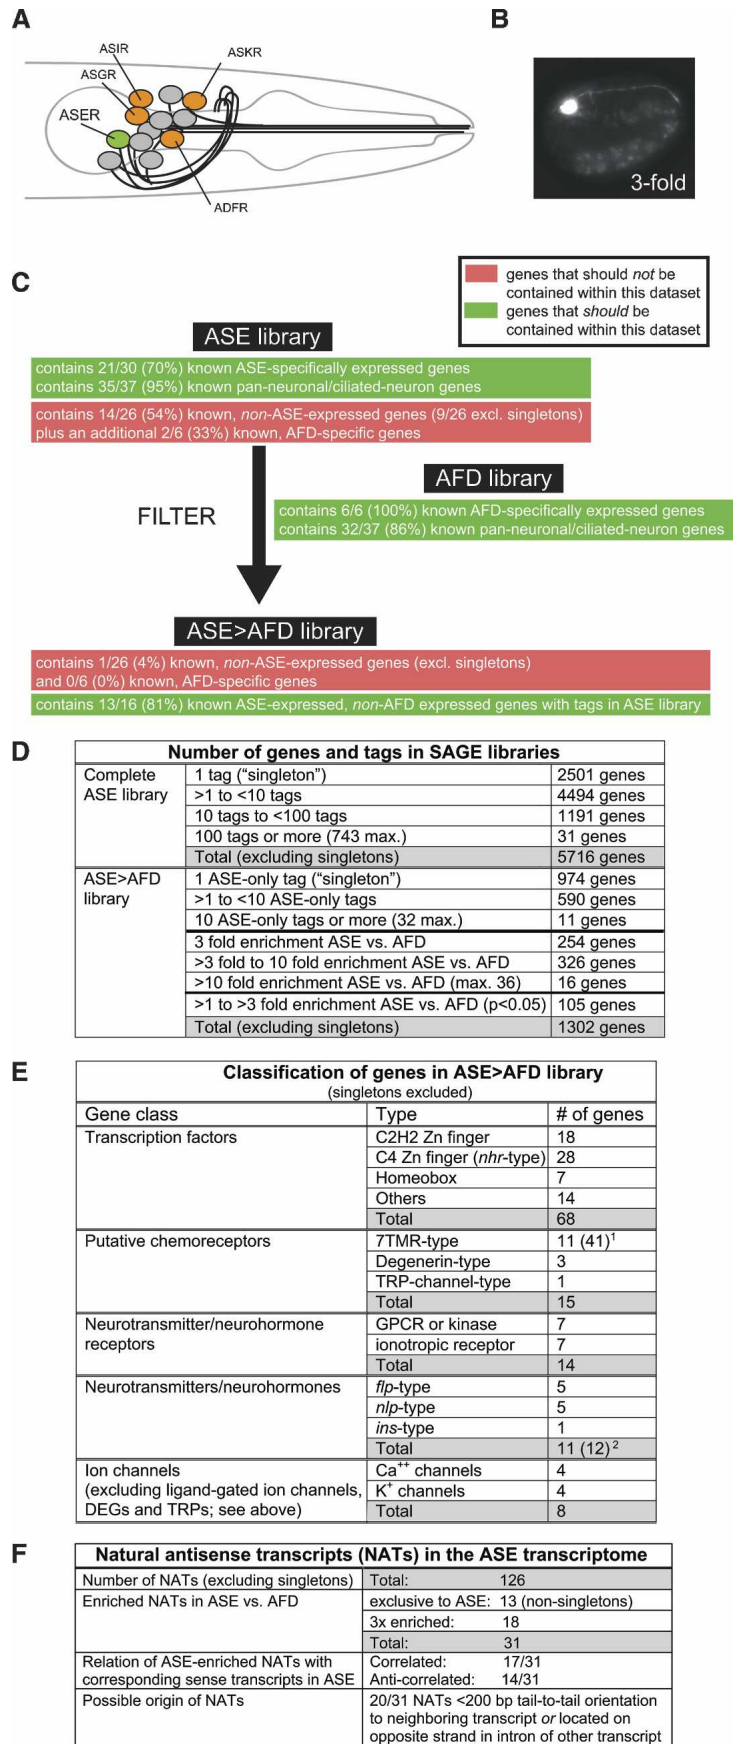 A
ASIR
ASKR
ASGR
ASER
ADFR
B
3-fold
C
genes that should not be
contained within this dataset
genes that should be
contained within this dataset
ASE library
contains 21/30 (70%) known ASE-specifically expressed genes
contains 35/37 (95%) known pan-neuronal/ciliated-neuron genes
contains 14/26 (54%) known, non-ASE-expressed genes (9/26 excl. singletons)
plus an additional 2/6 (33%) known, AFD-specific genes
FILTER
AFD library
contains 6/6 (100%) known AFD-specifically expressed genes
contains 32/37 (86%) known pan-neuronal/ciliated-neuron genes
ASE>AFD library
contains 1/26 (4%) known, non-ASE-expressed genes (excl. singletons)
and 0/6 (0%) known, AFD-specific genes
contains 13/16 (81%) known ASE-expressed, non-AFD expressed genes with tags in ASE library
D
Number of genes and tags in SAGE libraries
Complete ASE library
1 tag (“singleton”) 2501 genes
>1 to <10 tags 4494 genes
10 tags to <100 tags 1191 genes
100 tags or more (743 max.) 31 genes
Total (excluding singletons) 5716 genes
ASE>AFD library
1 ASE-only tag (“singleton”) 974 genes
>1 to <10 ASE-only tags 590 genes
10 ASE-only tags or more (32 max.) 11 genes
3 fold enrichment ASE vs. AFD 254 genes
>3 fold to 10 fold enrichment ASE vs. AFD 326 genes
>10 fold enrichment ASE vs. AFD (max. 36) 16 genes
>1 to >3 fold enrichment ASE vs. AFD (p<0.05) 105 genes
Total (excluding singletons) 1302 genes
E
Classification of genes in ASE>AFD library
(singletons excluded)
Gene class Type # of genes
Transcription factors C2H2 Zn finger 18
C4 Zn finger (nhr-type) 28
Homeobox 7
Others 14
Total 68
Putative chemoreceptors 7TMR-type 11 (41)1
Degenerin-type 3
TRP-channel-type 1
Total 15
Neurotransmitter/neurohormone receptors
GPCR or kinase 7
ionotropic receptor 7
Total 14
Neurotransmitters/neurohormones flp-type 5
nlp-type 5
ins-type 1
Total 11 (12)2
Ion channels
(excluding ligand-gated ion channels,
DEGs and TRPs; see above)
Ca++ channels 4
K+ channels 4
Total 8
F
Natural antisense transcripts (NATs) in the ASE transcriptome
Number of NATs (excluding singletons) Total: 126
Enriched NATs in ASE vs. AFD exclusive to ASE: 13 (non-singletons)
3x enriched: 18
Total: 31
Relation of ASE-enriched NATs with
corresponding sense transcripts in ASE
Correlated: 17/31
Anti-correlated: 14/31
Possible origin of NATs
20/31 NATs <200 bp tail-to-tail orientation
to neighboring transcript or located on
opposite strand in intron of other transcript